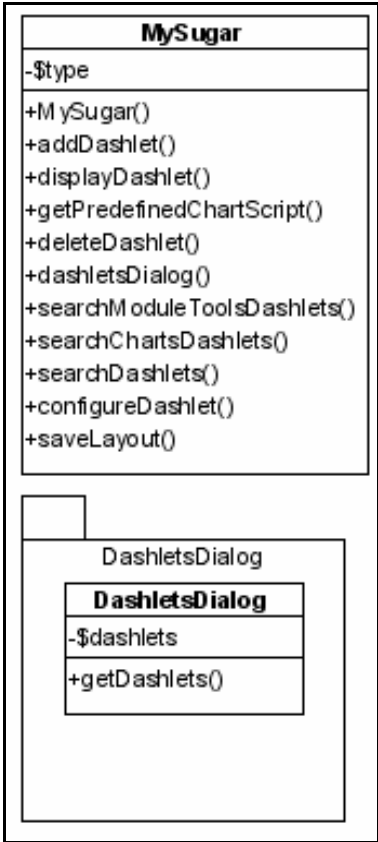 MySugar
-$type
+MySugar()
+addDashlet()
+displayDashlet()
+getPredefinedChartScript()
+deleteDashlet()
+dashletsDialog()
+searchModuleToolsDashlets()
+searchChartsDashlets()
+searchDashlets()
+configureDashlet()
+saveLayout()
DashletsDialog
DashletsDialog
-$dashlets
+getDashlets()